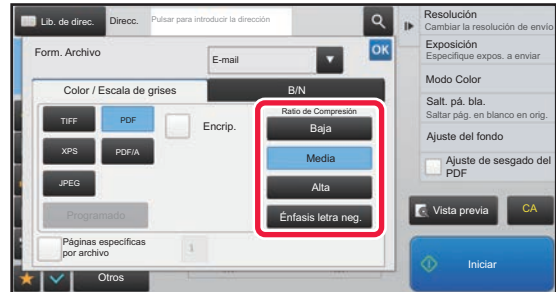 Lib. de direc.
Direcc.
Pulsar para introducir la dirección
Form. Archivo
E-mail
OK
Color / Escala de grises
B/N
TIFF
PDF
Encrip.
XPS
PDF/A
JPEG
Programado
Ratio de Compresión
Baja
Media
Alta
Énfasis letra neg.
Páginas específicas
por archivo
1
Otros
Resolución
Cambiar la resolución de envío
Exposición
Especifique expos. a enviar
Modo Color
Salt. pá. bla.
Saltar pág. en blanco en orig.
Ajuste del fondo
Ajuste de sesgado del
PDF
Vista previa
CA
Iniciar